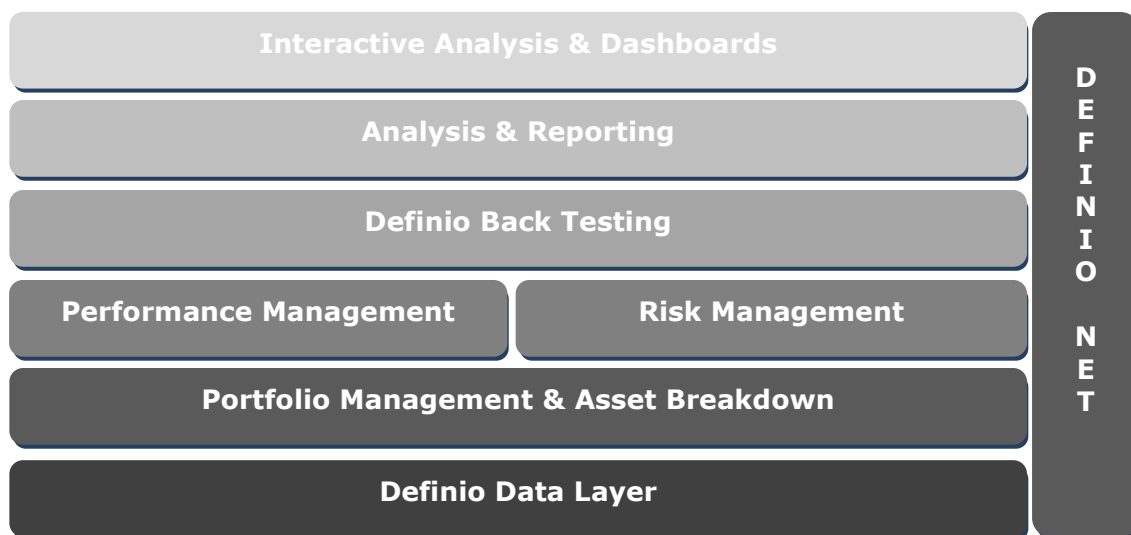 Interactive Analysis & Dashboards
Analysis & Reporting
Definio Back Testing
Performance Management
Risk Management
Portfolio Management & Asset Breakdown
Definio Data Layer
DEFINIO NET